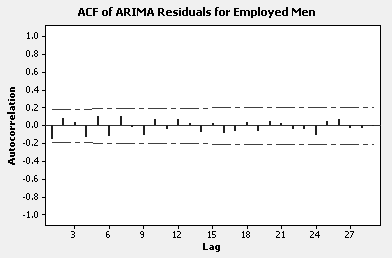 ACF of ARIMA Residuals for Employed Men
1.0
0.8
0.6
0.4
0.2
0.0
-0.2
-0.4
-0.6
-0.8
-1.0
Autocorrelation
3 6 9 12 15 18 21 24 27
Lag